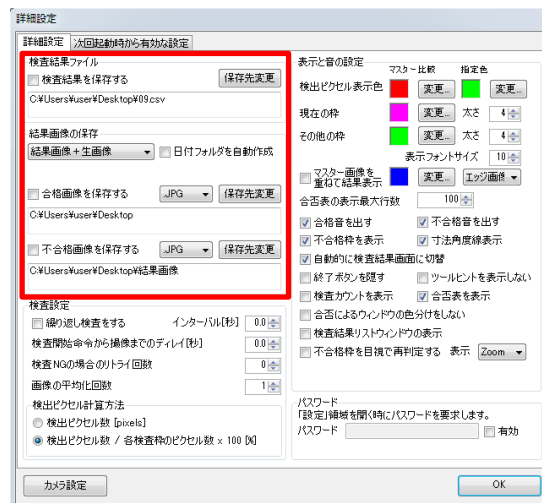 詳細設定
詳細設定 次回起動時から有効な設定
検査結果ファイル
検査結果を保存する 保存先変更
C:¥Users¥user¥Desktop¥09.csv
結果画像の保存
結果画像+生画像 日付フォルダを自動作成
合格画像を保存する .JPG 保存先変更
C:¥Users¥user¥Desktop
不合格画像を保存する .JPG 保存先変更
C:¥Users¥user¥Desktop¥結果画像
検査設定
繰り返し検査をする インターバル[秒] 0.0
検査開始命令から撮像までのディレイ[秒] 0.0
検査NGの場合のリトライ回数 0
画像の平均化回数 1
検出ピクセル計算方法
検出ピクセル数 [pixels]
検出ピクセル数 / 各検査枠のピクセル数 x 100 [%]
表示と音の設定
マスター比較 指定色
検出ピクセル表示色 変更... 変更...
現在の枠 変更... 太さ 4
その他の枠 変更... 太さ 4
表示フォントサイズ 10
マスター画像を
重ねて結果表示 変更... エッジ画像
合否表の表示最大行数 100
合格音を出す 不合格音を出す
不合格枠を表示 寸法角度線表示
自動的に検査結果画面に切替
終了ボタンを隠す ツールヒントを表示しない
検査カウントを表示 合否表を表示
合否によるウィンドウの色分けをしない
検査結果リストウィンドウの表示
不合格枠を目視で再判定する 表示 Zoom
パスワード
「設定」領域を開く時にパスワードを要求します。
パスワード 有効
カメラ設定 OK